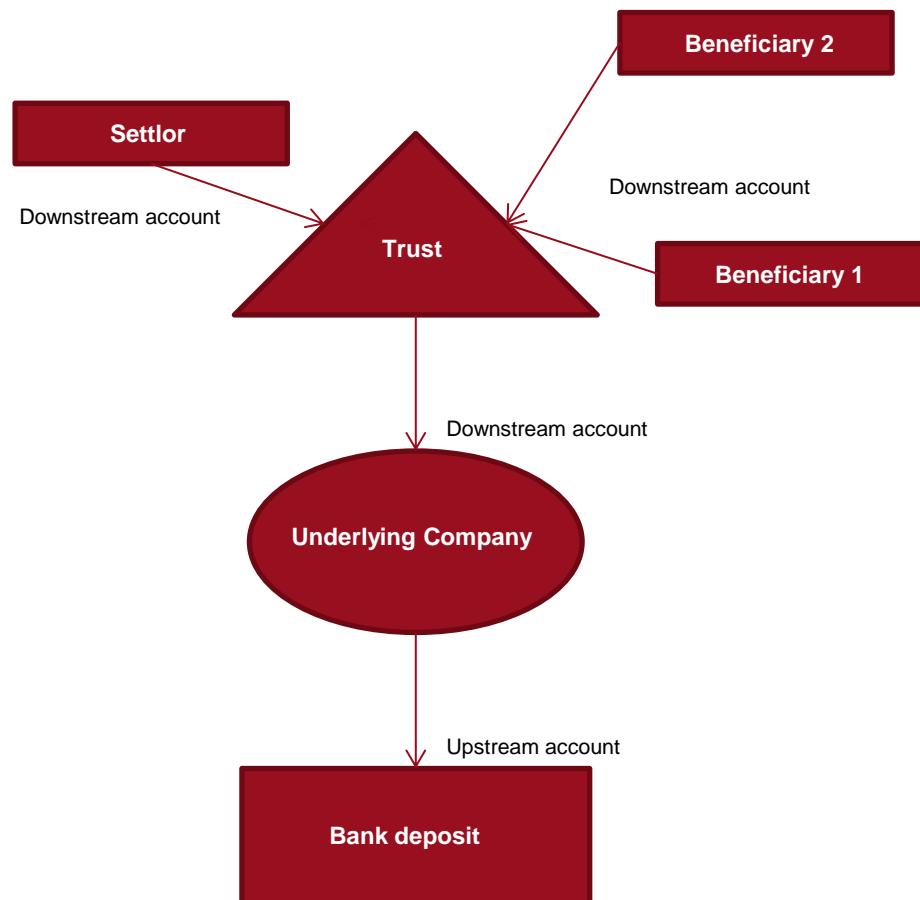 Beneficiary 2
Settlor
Downstream account
Downstream account
Trust
Beneficiary 1
Downstream account
Underlying Company
Upstream account
Bank deposit